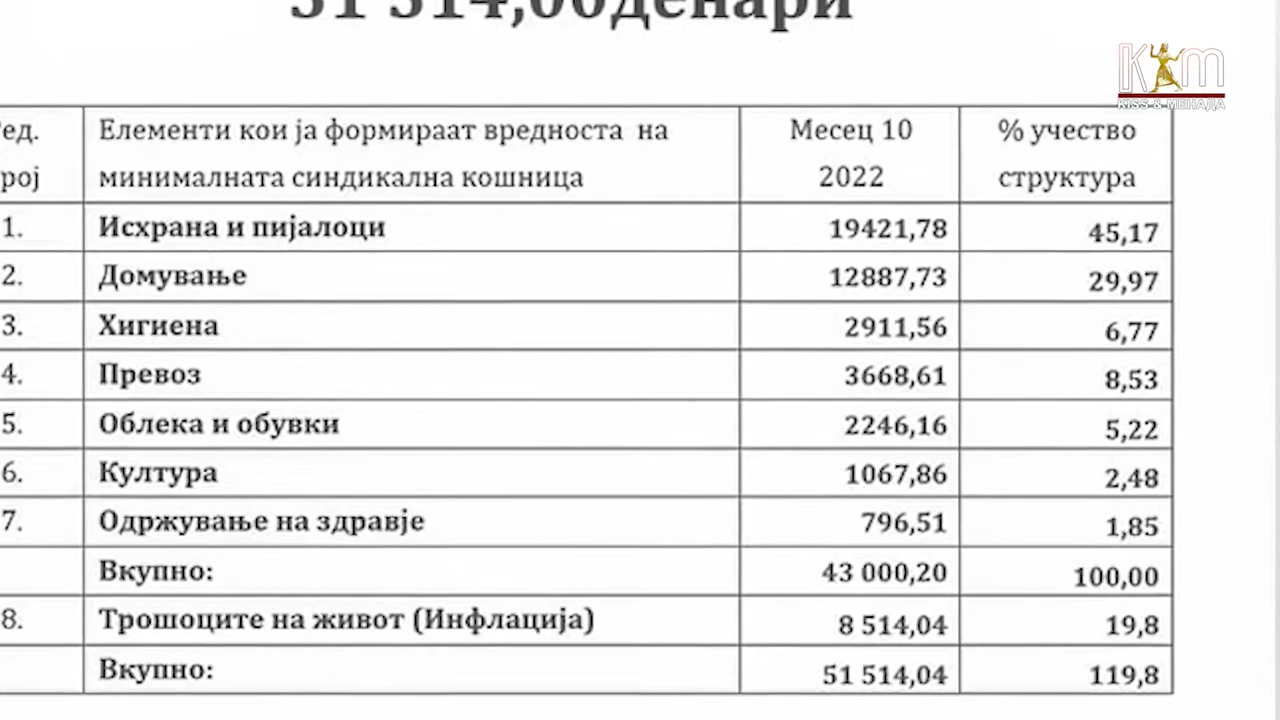 51 514,00денари
Km
KISS & МЕНАДА
ед. Елементи кои ја формираат вредноста на Месец 10 % учество
рој минималната синдикална кошница 2022 структура
1. Исхрана и пијалоци 19421,78 45,17
2. Домување 12887,73 29,97
3. Хигиена 2911,56 6,77
4. Превоз 3668,61 8,53
5. Облека и обувки 2246,16 5,22
6. Култура 1067,86 2,48
7. Одржување на здравје 796,51 1,85
Вкупно: 43 000,20 100,00
8. Трошоците на живот (Инфлација) 8 514,04 19,8
Вкупно: 51 514,04 119,8